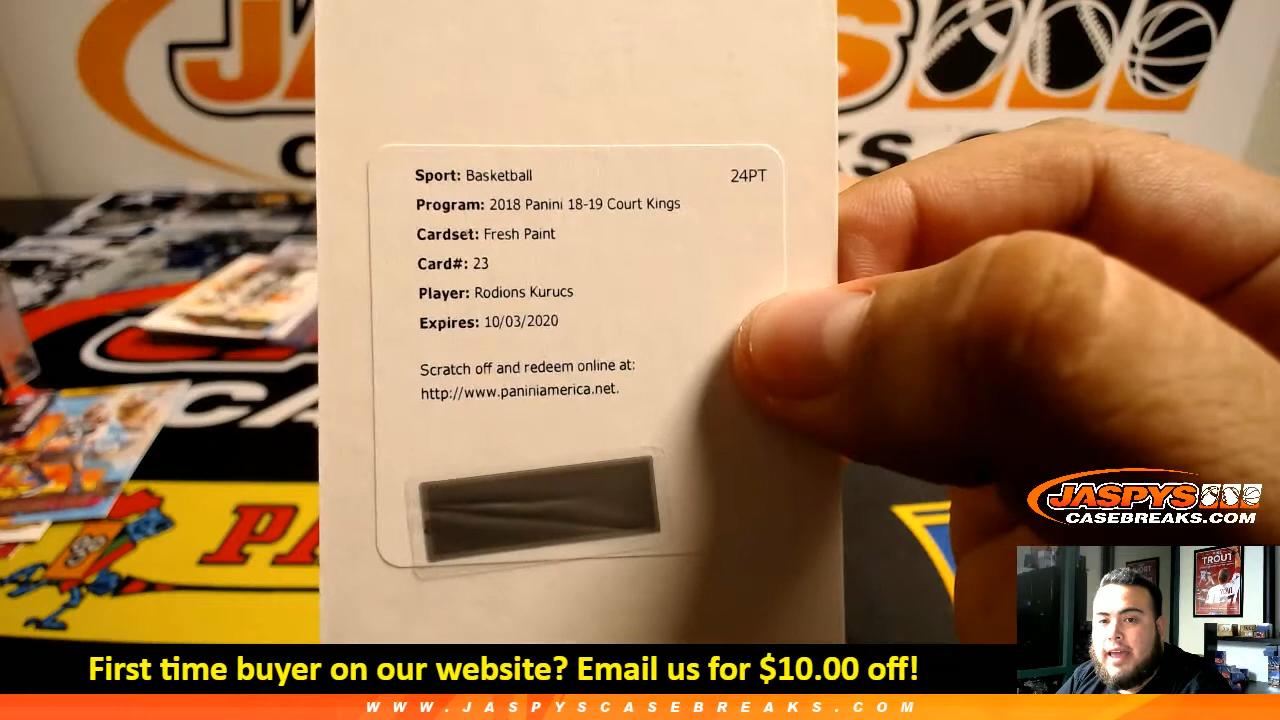 Sport: Basketball 24PT
Program: 2018 Panini 18-19 Court Kings
Cardset: Fresh Paint
Card#: 23
Player: Rodions Kurucs
Expires: 10/03/2020
Scratch off and redeem online at:
http://www.paniniamerica.net.
JASPYS
CASEBREAKS.COM
TROUT
First time buyer on our website? Email us for $10.00 off!
WWW.JASPYSCASEBREAKS.COM